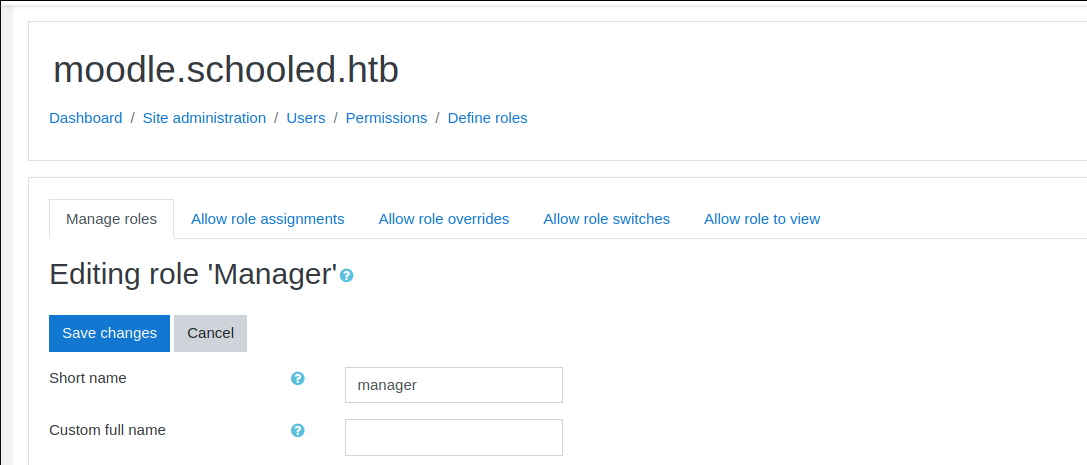 moodle.schooled.htb
Dashboard / Site administration / Users / Permissions / Define roles
Manage roles Allow role assignments Allow role overrides Allow role switches Allow role to view
Editing role 'Manager'
Save changes Cancel
Short name manager
Custom full name